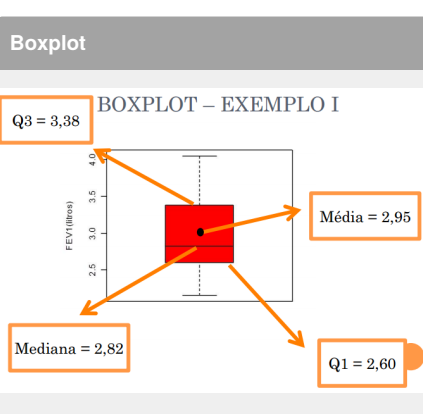 Boxplot
BOXPLOT – EXEMPLO I
Q3 = 3,38
4.0
3.5
3.0
2.5
FEV1(litros)
Média = 2,95
Mediana = 2,82
Q1 = 2,60